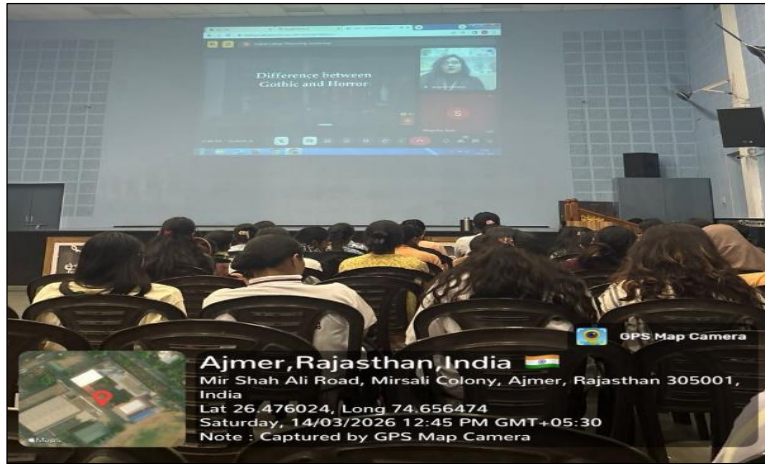 Difference between
Gothic and Horror
S
GPS Map Camera
Ajmer,Rajasthan,India
Mir Shah Ali Road, Mirsali Colony, Ajmer, Rajasthan 305001,
India
Lat 26.476024, Long 74.656474
Saturday, 14/03/2026 12:45 PM GMT+05:30
Note : Captured by GPS Map Camera
Maps